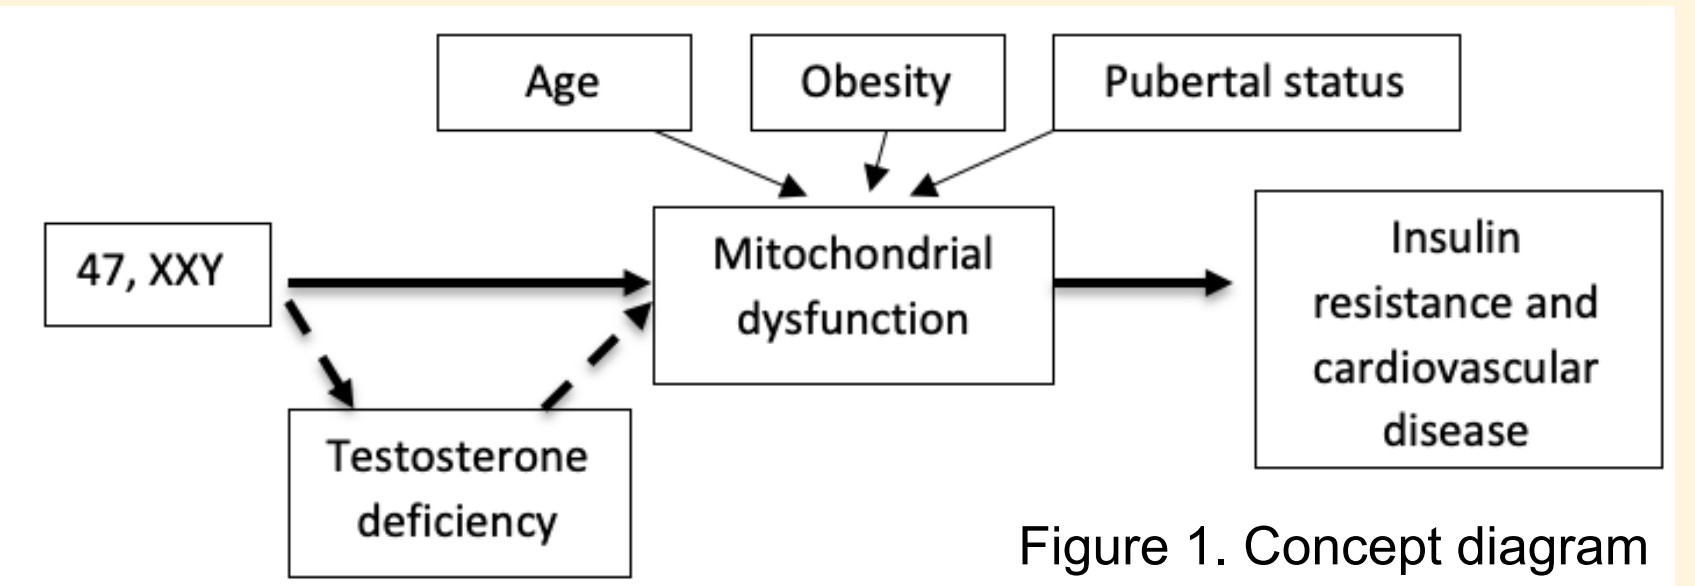 Age
Obesity
Pubertal status
47, XXY
Mitochondrial
dysfunction
Insulin
resistance and
cardiovascular
disease
Testosterone
deficiency
Figure 1. Concept diagram